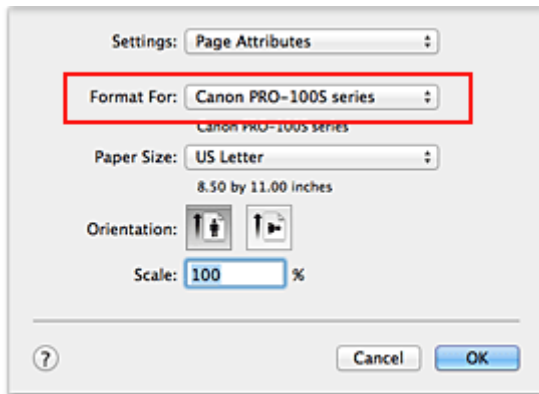 Settings: Page Attributes
Format For: Canon PRO-100S series
Canon PRO-100S series
Paper Size: US Letter
8.50 by 11.00 inches
Orientation:
Scale: 100 %
? Cancel OK